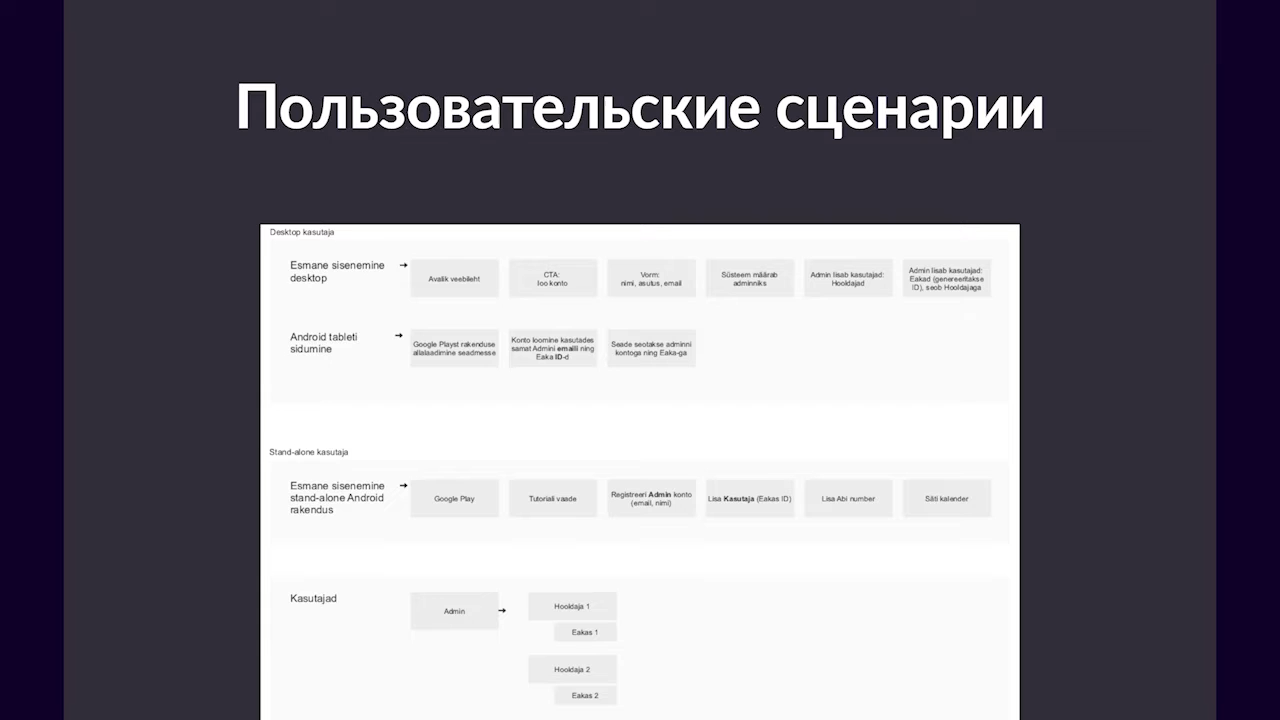 Пользовательские сценарии
Desktop kasutaja
Esmane sisenemine
desktop
Avalik veebileht
CTA:
loo konto
Vorm:
nimi, asutus, email
Süsteem määrab
adminniks
Admin lisab kasutajad:
Hooldajad
Admin lisab kasutajad:
Eakad (genereeritakse
ID), seob Hooldajaga
Android tableti
sidumine
Google Playst rakenduse
allalaadimine seadmesse
Konto loomine kasutades
samat Admini emaili ning
Eaka ID-d
Seade seotakse adminni
kontoga ning Eaka-ga
Stand-alone kasutaja
Esmane sisenemine
stand-alone Android
rakendus
Google Play
Tutoriali vaade
Registreeri Admin konto
(email, nimi)
Lisa Kasutaja (Eakas ID)
Lisa Abi number
Säti kalender
Kasutajad
Admin
Hooldaja 1
Eakas 1
Hooldaja 2
Eakas 2